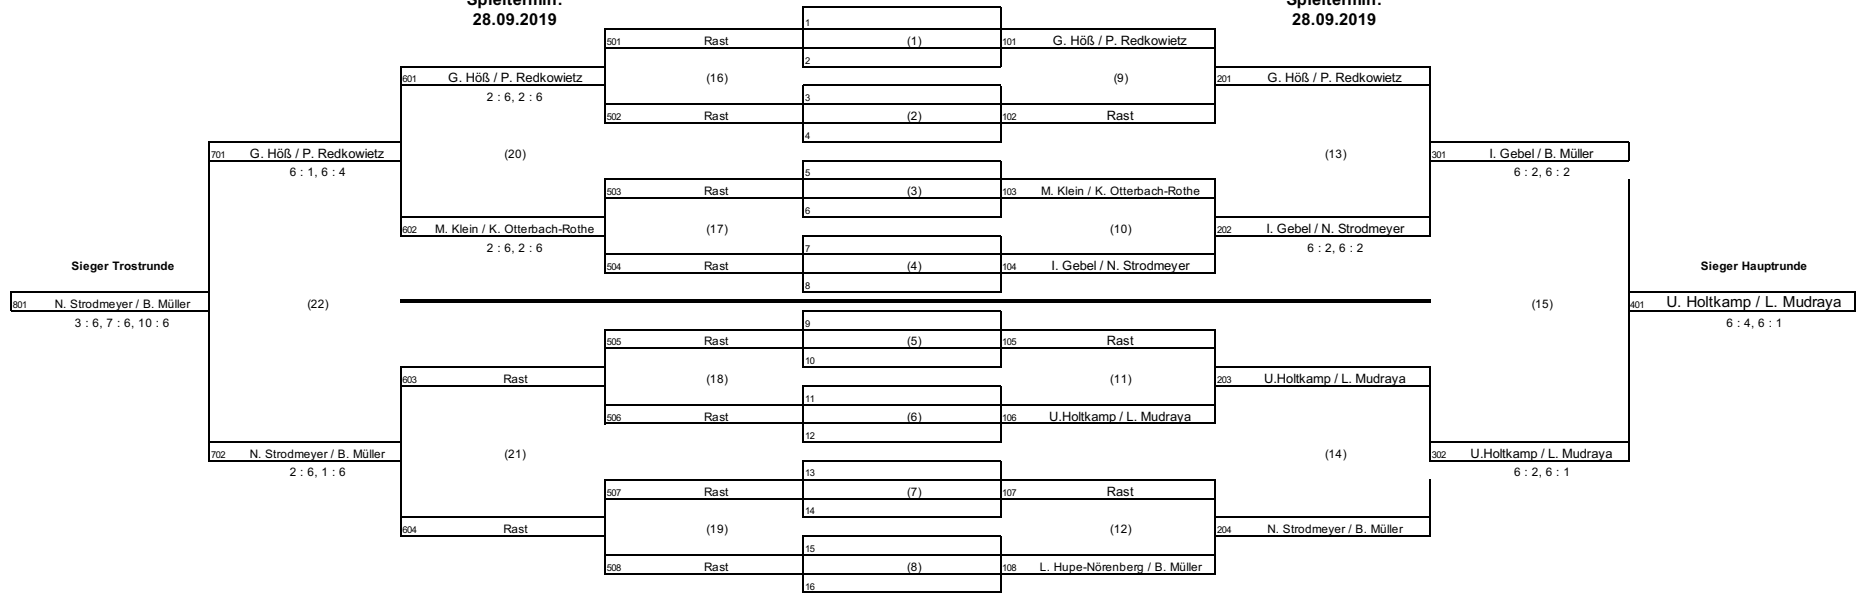 Spieltermin: Spieltermin:
28.09.2019 28.09.2019
1
501 Rast (1) 101 G. Höß / P. Redkowietz
2
601 G. Höß / P. Redkowietz (16) (9) 201 G. Höß / P. Redkowietz
2 : 6, 2 : 6 3
502 Rast (2) 102 Rast
4
701 G. Höß / P. Redkowietz (20) (13) 301 I. Gebel / B. Müller
6 : 1, 6 : 4 5 6 : 2, 6 : 2
503 Rast (3) 103 M. Klein / K. Otterbach-Rothe
6
602 M. Klein / K. Otterbach-Rothe (17) (10) 202 I. Gebel / N. Strodmeyer
2 : 6, 2 : 6 7 6 : 2, 6 : 2
Sieger Trostrunde 504 Rast (4) 104 I. Gebel / N. Strodmeyer Sieger Hauptrunde
8
801 N. Strodmeyer / B. Müller (22) (15) 401 U. Holtkamp / L. Mudraya
3 : 6, 7 : 6, 10 : 6 9 6 : 4, 6 : 1
505 Rast (5) 105 Rast
10
603 Rast (18) (11) 203 U.Holtkamp / L. Mudraya
11
506 Rast (6) 106 U.Holtkamp / L. Mudraya
12
702 N. Strodmeyer / B. Müller (21) (14) 302 U.Holtkamp / L. Mudraya
2 : 6, 1 : 6 13 6 : 2, 6 : 1
507 Rast (7) 107 Rast
14
604 Rast (19) (12) 204 N. Strodmeyer / B. Müller
15
508 Rast (8) 108 L. Hupe-Nörenberg / B. Müller
16